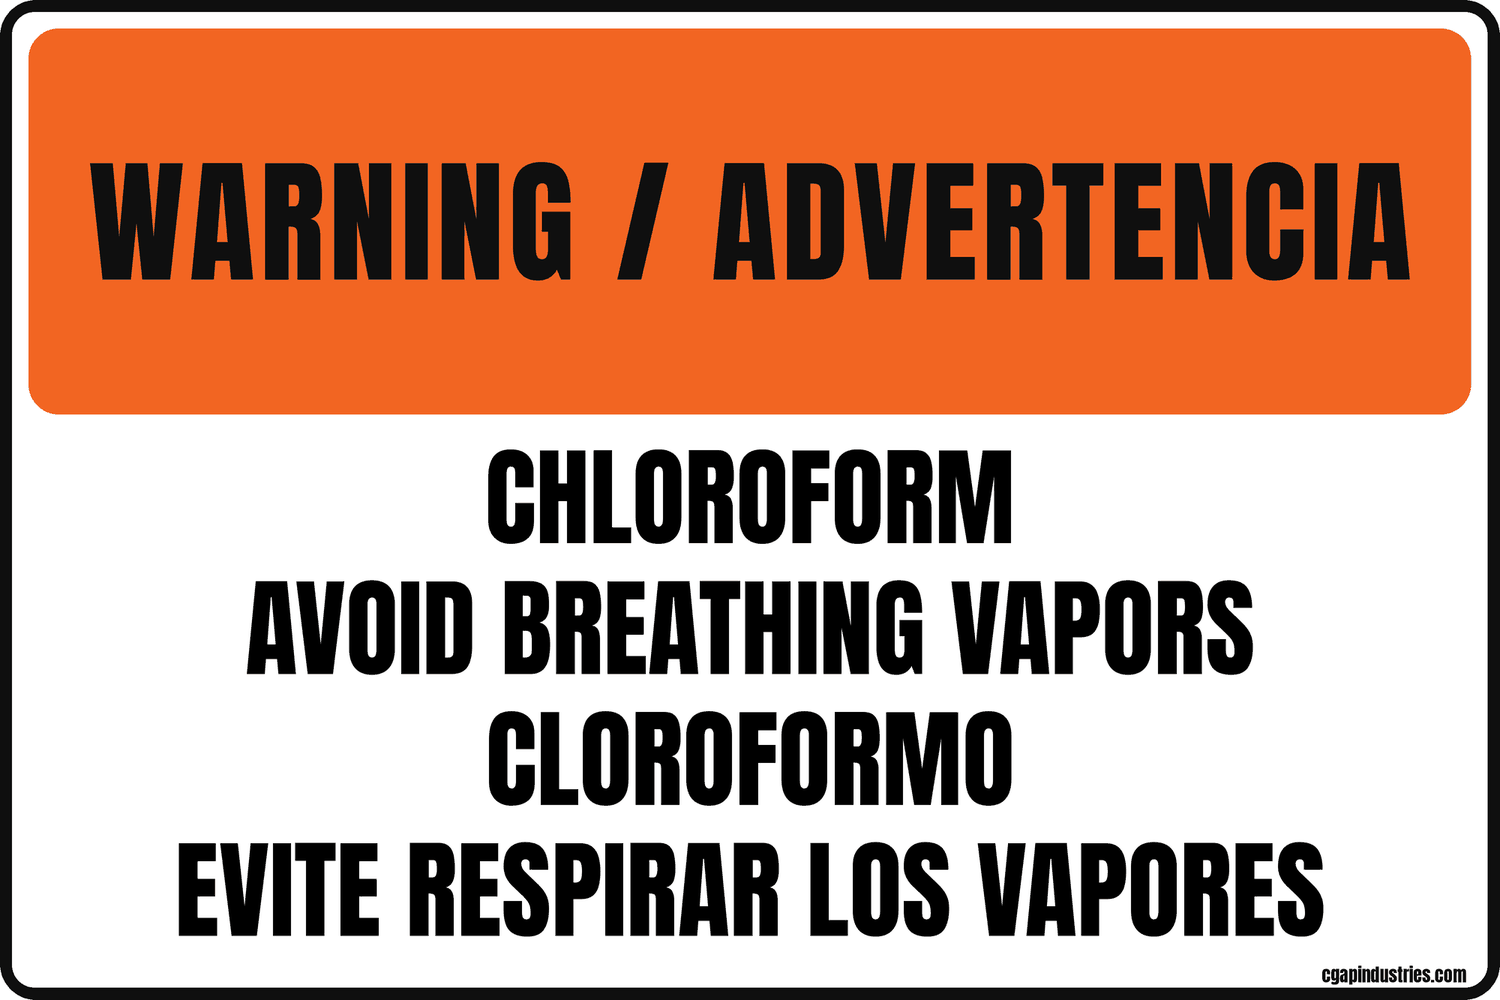 WARNING / ADVERTENCIA
CHLOROFORM
AVOID BREATHING VAPORS
CLOROFORMO
EVITE RESPIRAR LOS VAPORES
cgapindustries.com